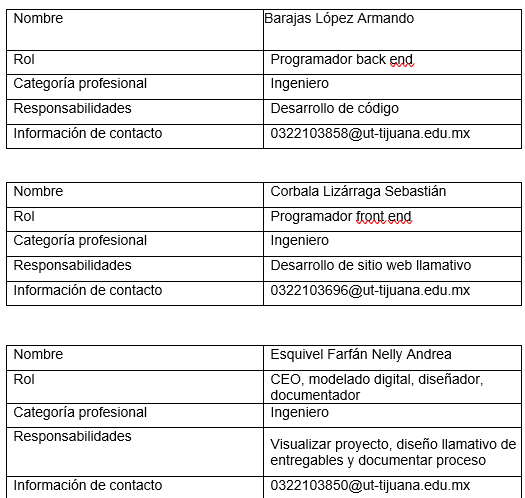 Nombre Barajas López Armando
Rol Programador back end
Categoría profesional Ingeniero
Responsabilidades Desarrollo de código
Información de contacto 0322103858@ut-tijuana.edu.mx
Nombre Corbala Lizárraga Sebastián
Rol Programador front end
Categoría profesional Ingeniero
Responsabilidades Desarrollo de sitio web llamativo
Información de contacto 0322103696@ut-tijuana.edu.mx
Nombre Esquivel Farfán Nelly Andrea
Rol CEO, modelado digital, diseñador,
documentador
Categoría profesional Ingeniero
Responsabilidades Visualizar proyecto, diseño llamativo de
entregables y documentar proceso
Información de contacto 0322103850@ut-tijuana.edu.mx